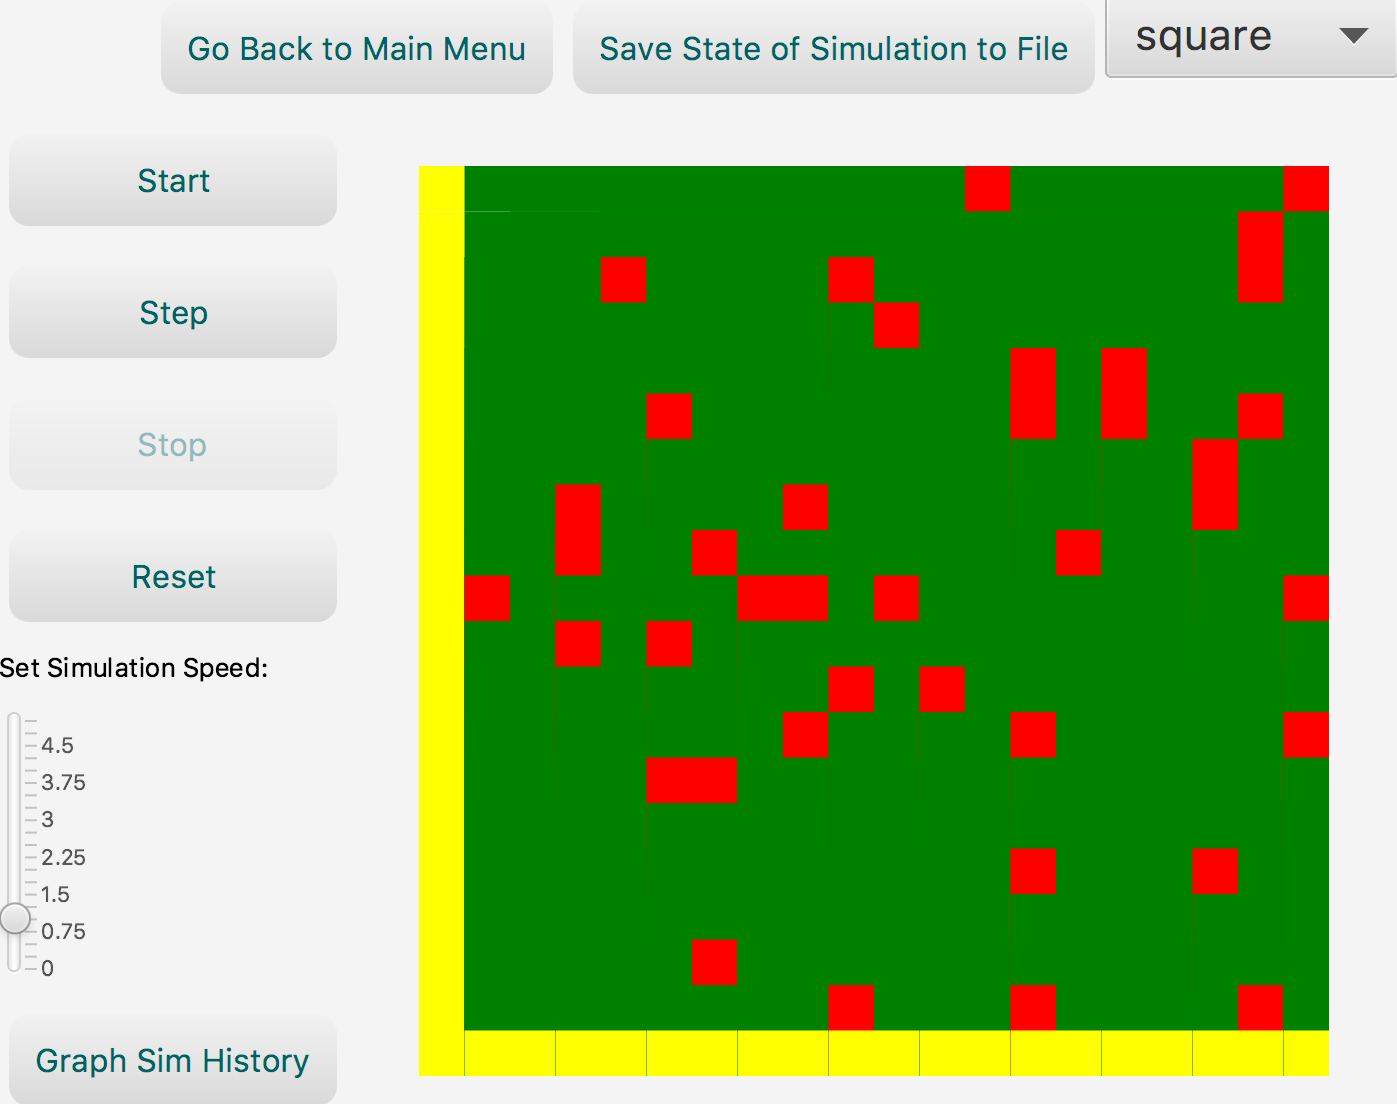 Go Back to Main Menu
Save State of Simulation to File
square
Start
Step
Stop
Reset
Set Simulation Speed:
4.5
3.75
3
2.25
1.5
0.75
0
Graph Sim History